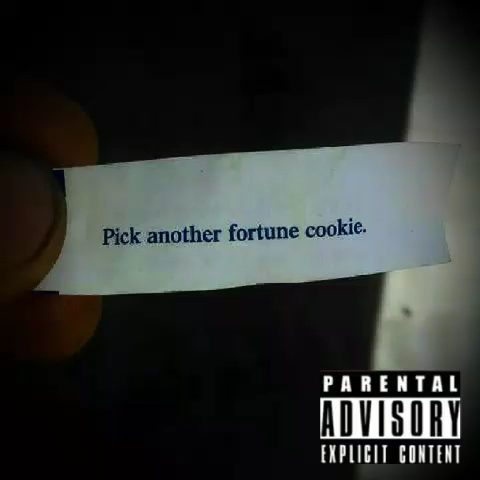 Pick another fortune cookie.
PARENTAL
ADVISORY
EXPLICIT CONTENT